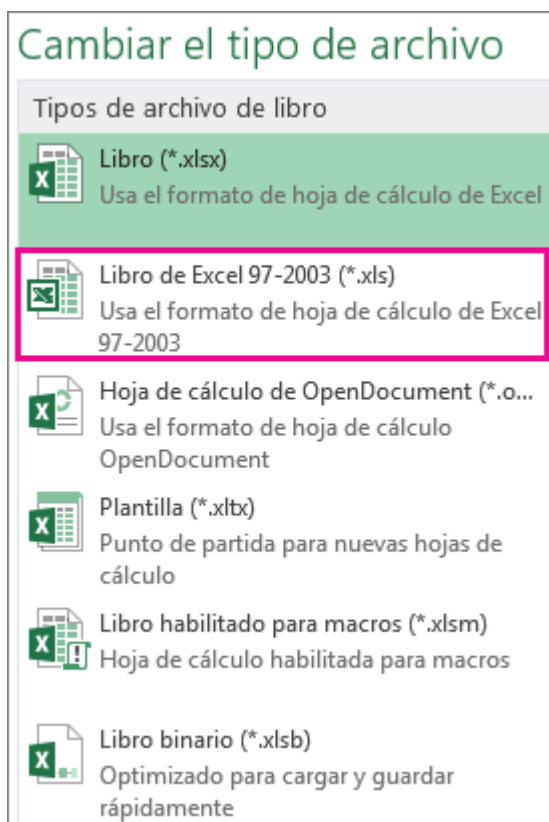 Cambiar el tipo de archivo
Tipos de archivo de libro
Libro (*.xlsx)
Usa el formato de hoja de cálculo de Excel
Libro de Excel 97-2003 (*.xls)
Usa el formato de hoja de cálculo de Excel
97-2003
Hoja de cálculo de OpenDocument (*.o...
Usa el formato de hoja de cálculo
OpenDocument
Plantilla (*.xltx)
Punto de partida para nuevas hojas de
cálculo
Libro habilitado para macros (*.xlsm)
Hoja de cálculo habilitada para macros
Libro binario (*.xlsb)
Optimizado para cargar y guardar
rápidamente